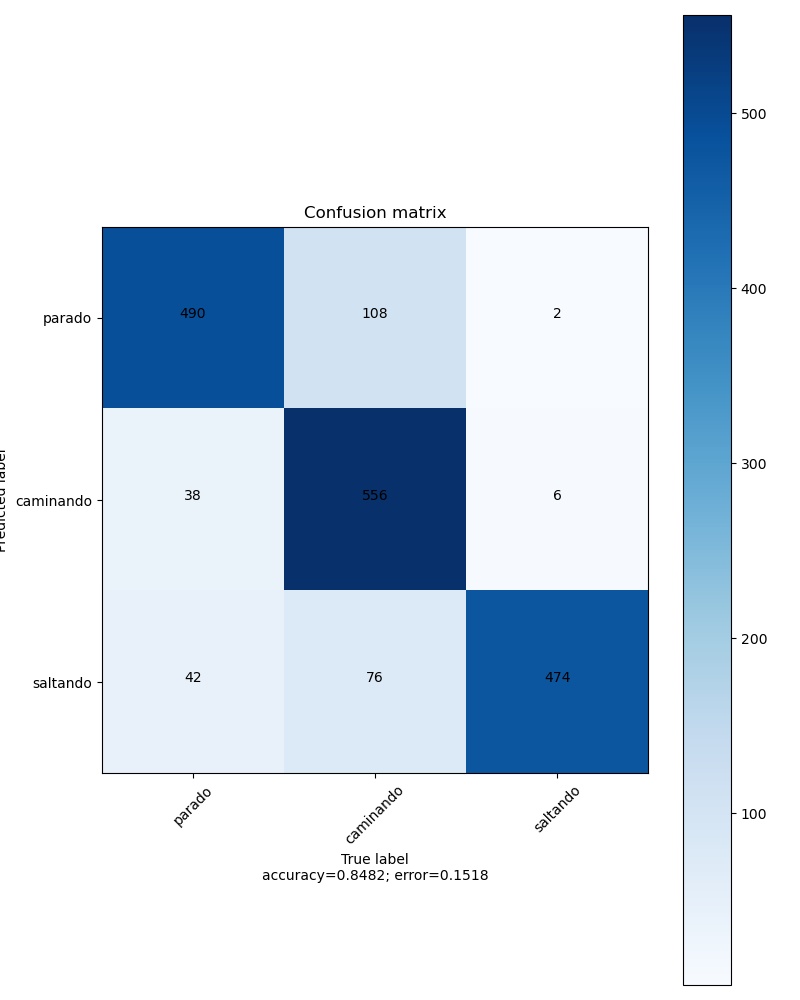 Confusion matrix
parado
490
108
2
caminando
38
556
6
saltando
42
76
474
parado
caminando
saltando
True label
accuracy=0.8482; error=0.1518
Predicted label
500
400
300
200
100